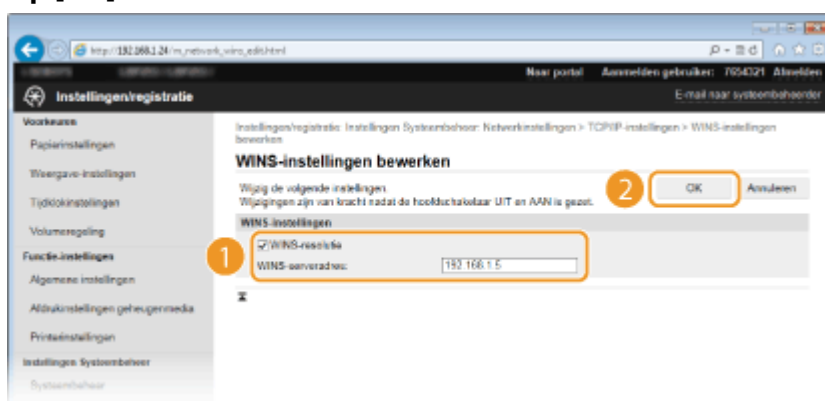 http://192.168.1.24/m_network_wins_edit.html
Naar portal Aanmelden gebruiker: 7654321 Afmelden
Instellingen/registratie
E-mail naar systeembeheerder
Voorkeuren
Papierinstellingen
Weergave-instellingen
Tijdklokinstellingen
Volumeregeling
Functie-instellingen
Algemene instellingen
Afdrukinstellingen geheugenmedia
Printerinstellingen
Instellingen Systeembeheer
Systeembeheer
Instellingen/registratie: Instellingen Systeembeheer: Netwerkinstellingen > TCP/IP-instellingen > WINS-instellingen
bewerken
WINS-instellingen bewerken
Wijzig de volgende instellingen.
Wijzigingen zijn van kracht nadat de hoofdschakelaar UIT en AAN is gezet.
2
OK Annuleren
WINS-instellingen
1
WINS-resolutie
WINS-serveradres: 192.168.1.5